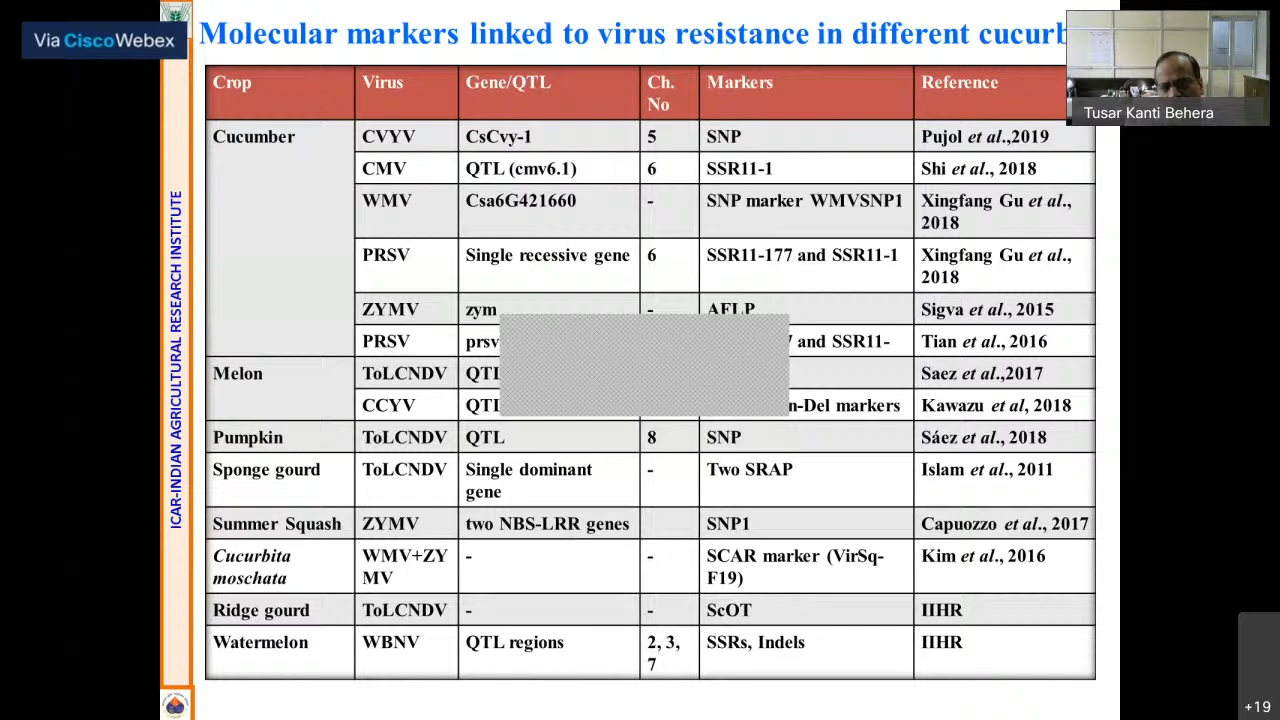 Via CiscoWebex
Molecular markers linked to virus resistance in different
Tusar Kanti Behera
ICAR-INDIAN AGRICULTURAL RESEARCH INSTITUTE
Crop Virus Gene/QTL Ch. No Markers Reference
Cucumber CVYV CsCvy-1 5 SNP Pujol et al.,2019
CMV QTL (cmv6.1) 6 SSR11-1 Shi et al., 2018
WMV Csa6G421660 - SNP marker WMVSNP1 Xingfang Gu et al., 2018
PRSV Single recessive gene 6 SSR11-177 and SSR11-1 Xingfang Gu et al., 2018
ZYMV zym - AFLP Sigva et al., 2015
PRSV prsv and SSR11- Tian et al., 2016
Melon ToLCNDV Saez et al.,2017
CCYV markers Kawazu et al, 2018
Pumpkin ToLCNDV QTL 8 SNP Sáez et al., 2018
Sponge gourd ToLCNDV Single dominant gene - Two SRAP Islam et al., 2011
Summer Squash ZYMV two NBS-LRR genes SNP1 Capuozzo et al., 2017
Cucurbita moschata WMV+ZYMV - - SCAR marker (VirSq-F19) Kim et al., 2016
Ridge gourd ToLCNDV - - ScOT IIHR
Watermelon WBNV QTL regions 2, 3, 7 SSRs, Indels IIHR
+19